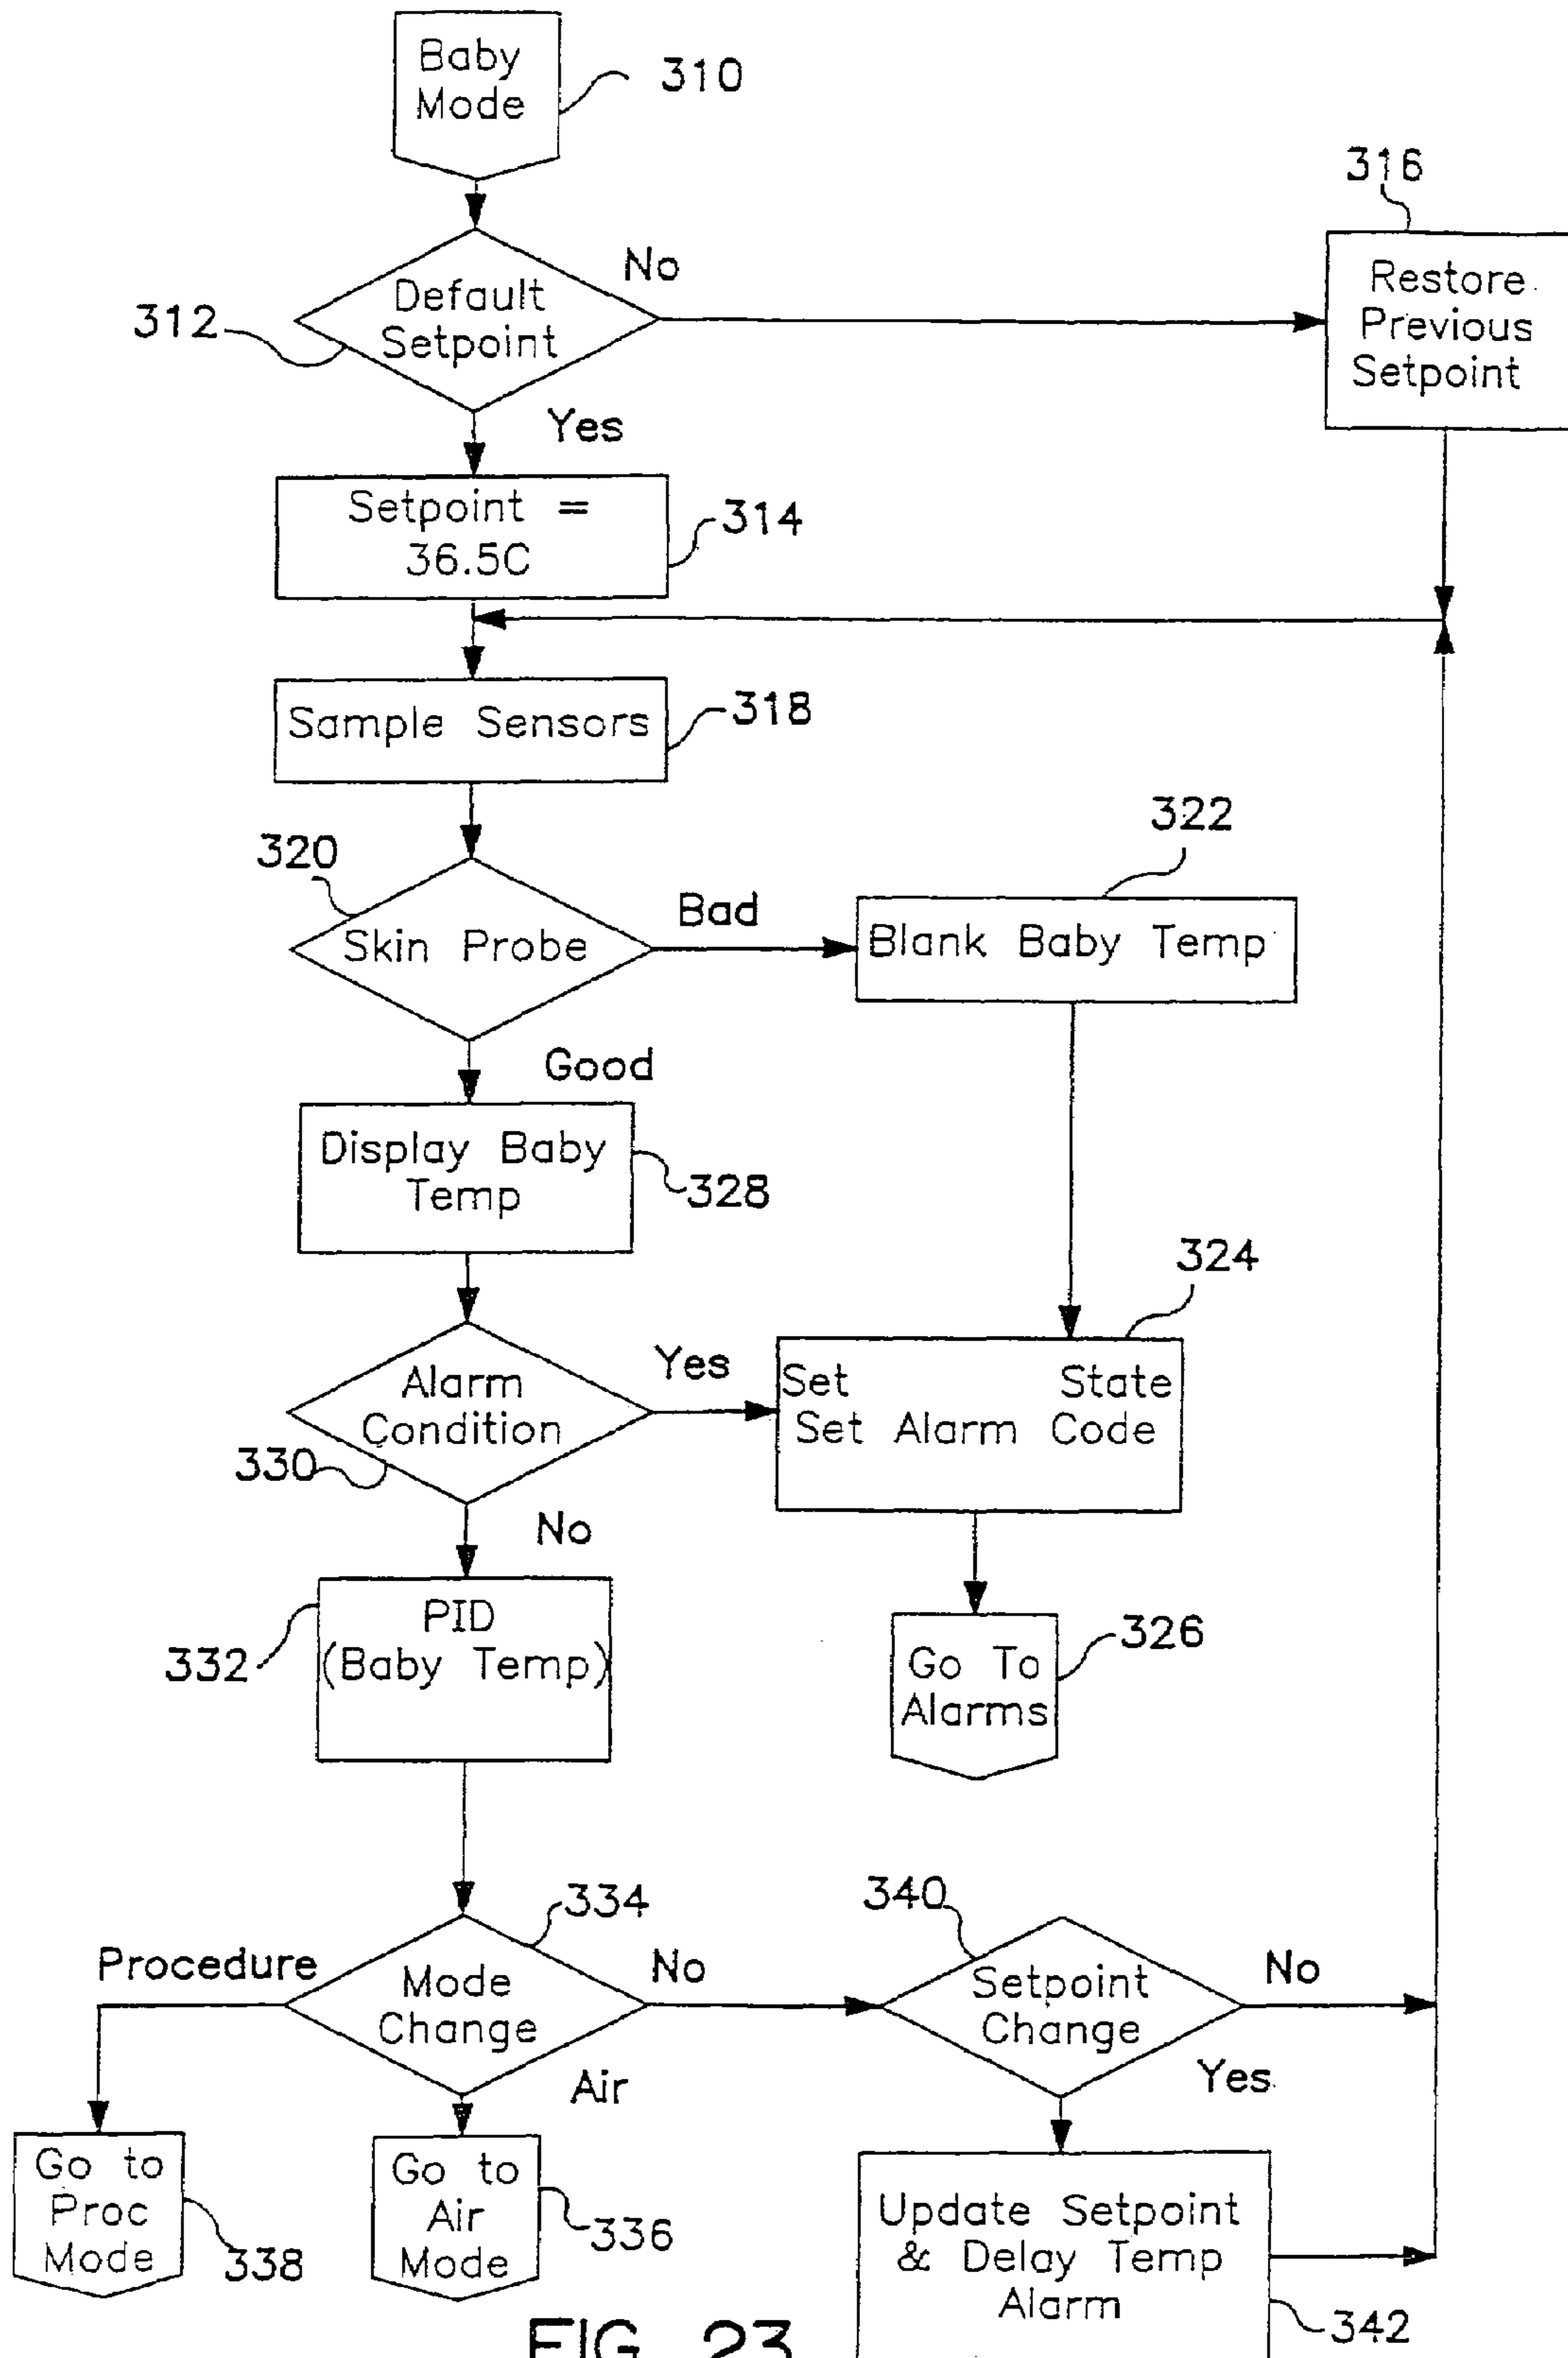 Baby
Mode
310
316
No
Default
Setpoint
312
Restore
Previous
Setpoint
Yes
Setpoint =
36.5C
314
Sample Sensors
318
320
322
Bad
Skin Probe
Blank Baby Temp
Good
Display Baby
Temp
328
324
Yes
Alarm
Condition
330
Set State
Set Alarm Code
No
PID
(Baby Temp)
332
326
Go To
Alarms
334
340
Procedure
No
No
Mode
Change
Setpoint
Change
Air
Yes
Go to
Proc
Mode
338
Go to
Air
Mode
336
Update Setpoint
& Delay Temp
Alarm
342
FIG. 23